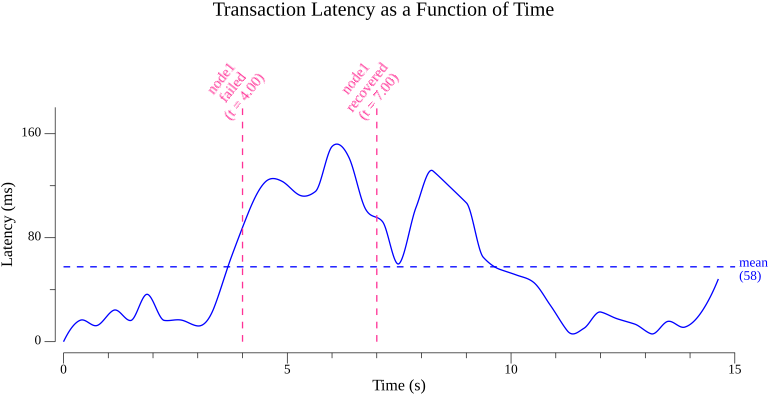 Transaction Latency as a Function of Time
node1
failed
(t = 4.00)
node1
recovered
(t = 7.00)
160
80
0
Latency (ms)
mean
(58)
0
5
10
15
Time (s)